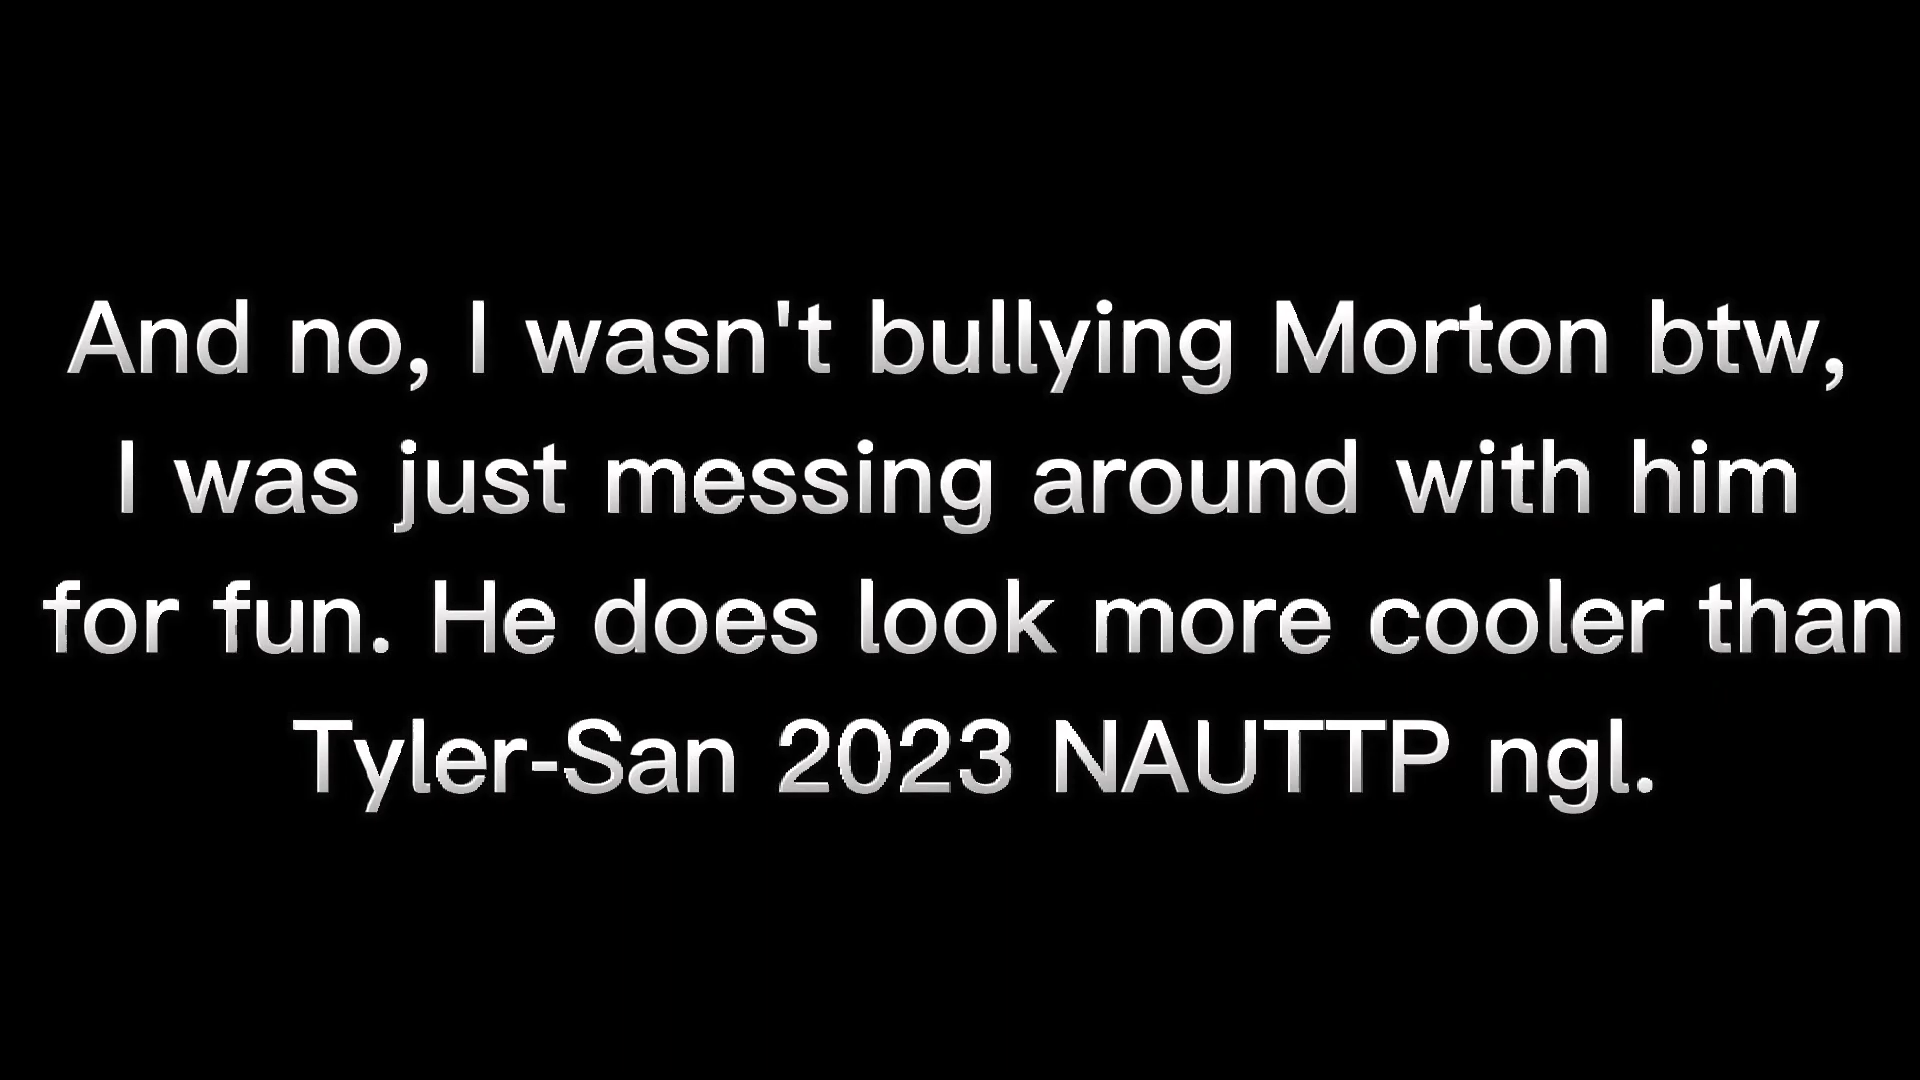 And no, I wasn't bullying Morton btw,
I was just messing around with him
for fun. He does look more cooler than
Tyler-San 2023 NAUTTP ngl.